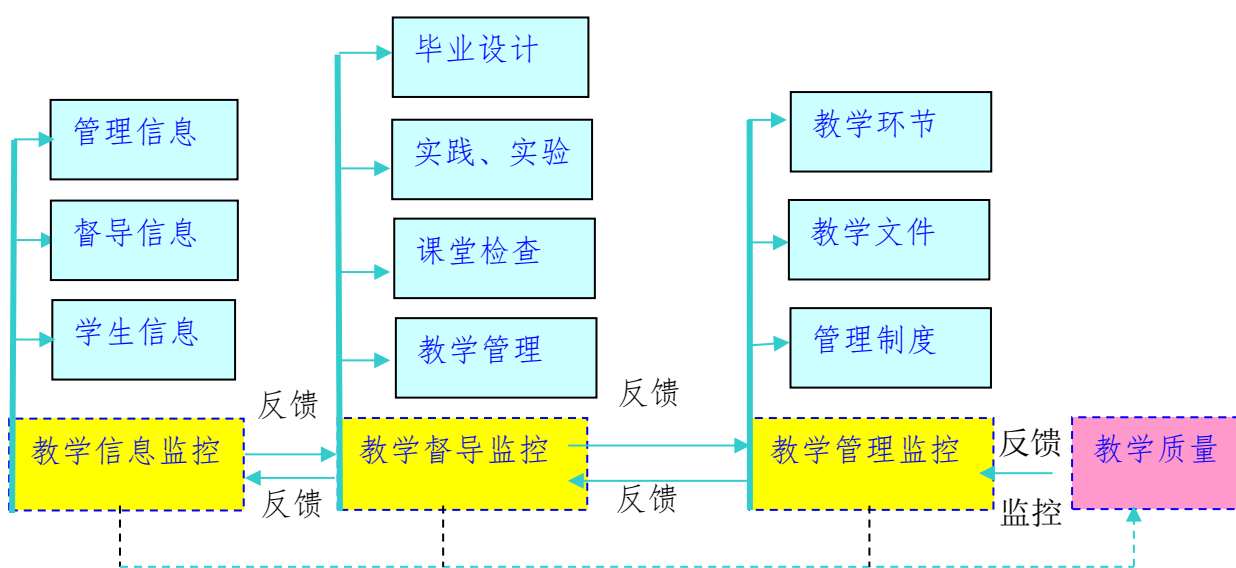 毕业设计
管理信息
教学环节
实践、实验
督导信息
教学文件
课堂检查
学生信息
管理制度
教学管理
反馈
反馈
教学信息监控
教学督导监控
教学管理监控
反馈
教学质量
反馈
反馈
监控